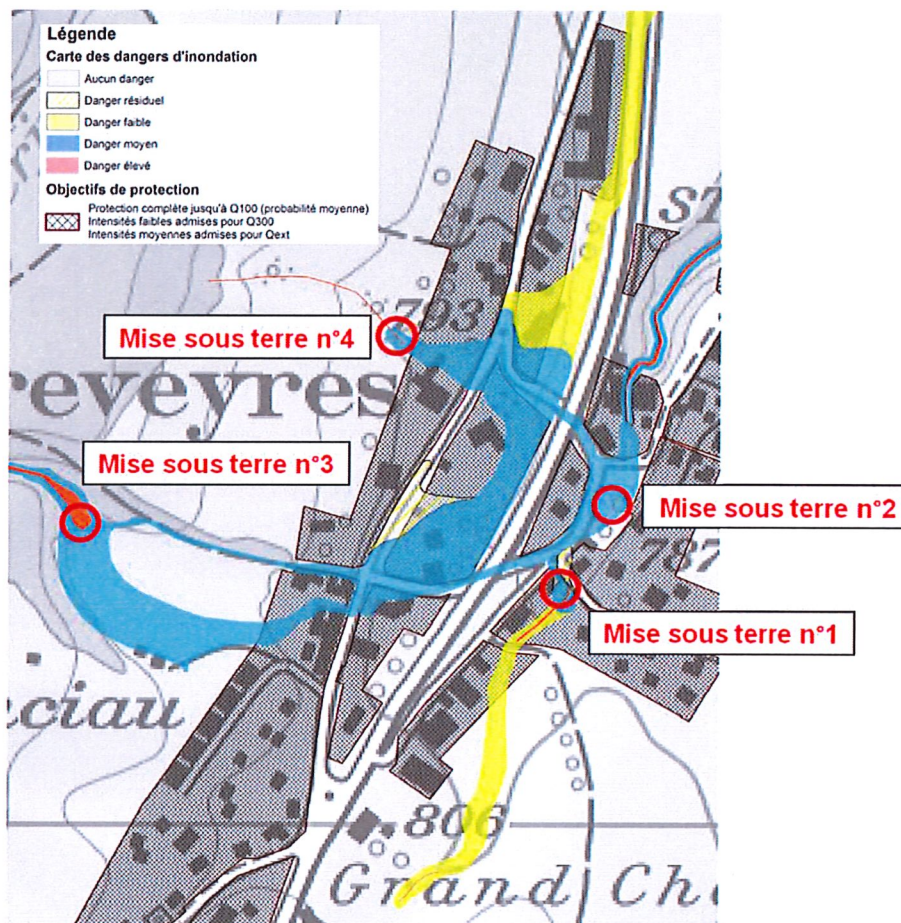 Légende
Carte des dangers d'inondation
Aucun danger
Danger résiduel
Danger faible
Danger moyen
Danger élevé
Objectifs de protection
Protection complète jusqu'à Q100 (probabilité moyenne)
Intensités faibles admises pour Q300
Intensités moyennes admises pour Qext
ST
793
Mise sous terre n°4
reveyres
Mise sous terre n°3
Mise sous terre n°2
787
Mise sous terre n°1
ciau
806
Grand Ch